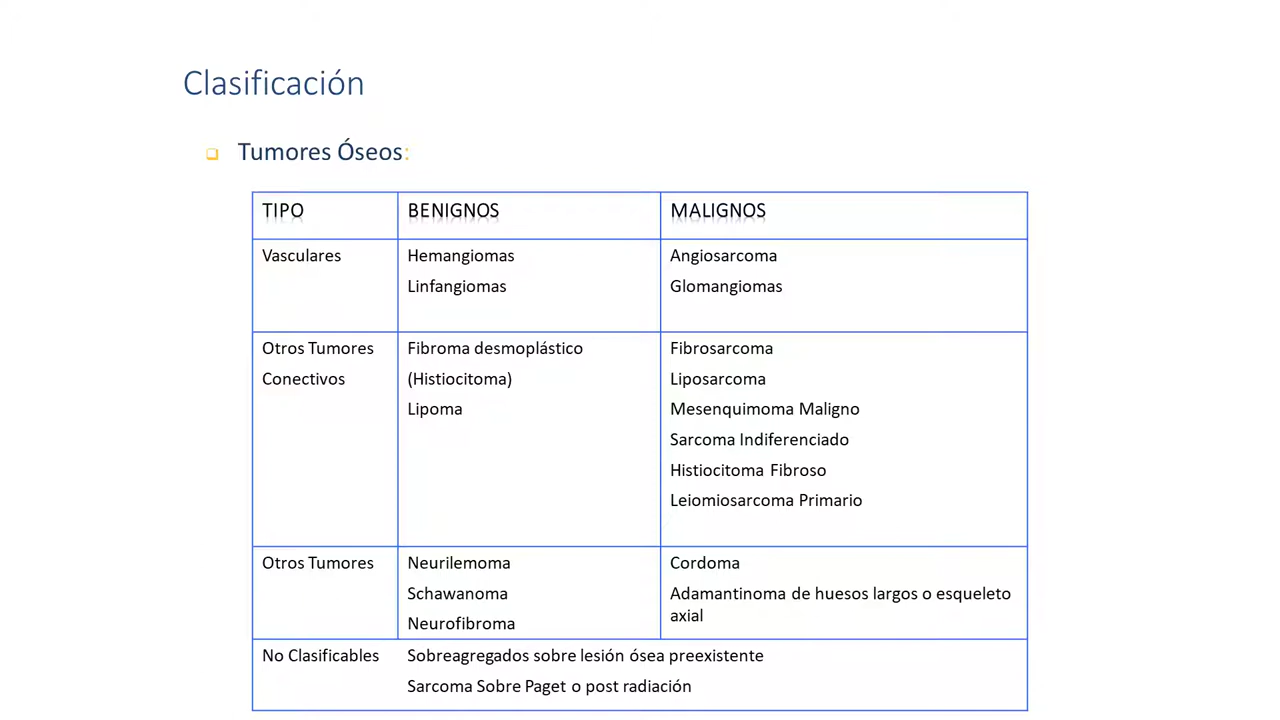 Clasificación
Tumores Óseos:
TIPO BENIGNOS MALIGNOS
Vasculares Hemangiomas Angiosarcoma
Linfangiomas Glomangiomas
Otros Tumores Fibroma desmoplástico Fibrosarcoma
Conectivos (Histiocitoma) Liposarcoma
Lipoma Mesenquimoma Maligno
Sarcoma Indiferenciado
Histiocitoma Fibroso
Leiomiosarcoma Primario
Otros Tumores Neurilemoma Cordoma
Schawanoma Adamantinoma de huesos largos o esqueleto
axial
Neurofibroma
No Clasificables Sobreagregados sobre lesión ósea preexistente
Sarcoma Sobre Paget o post radiación